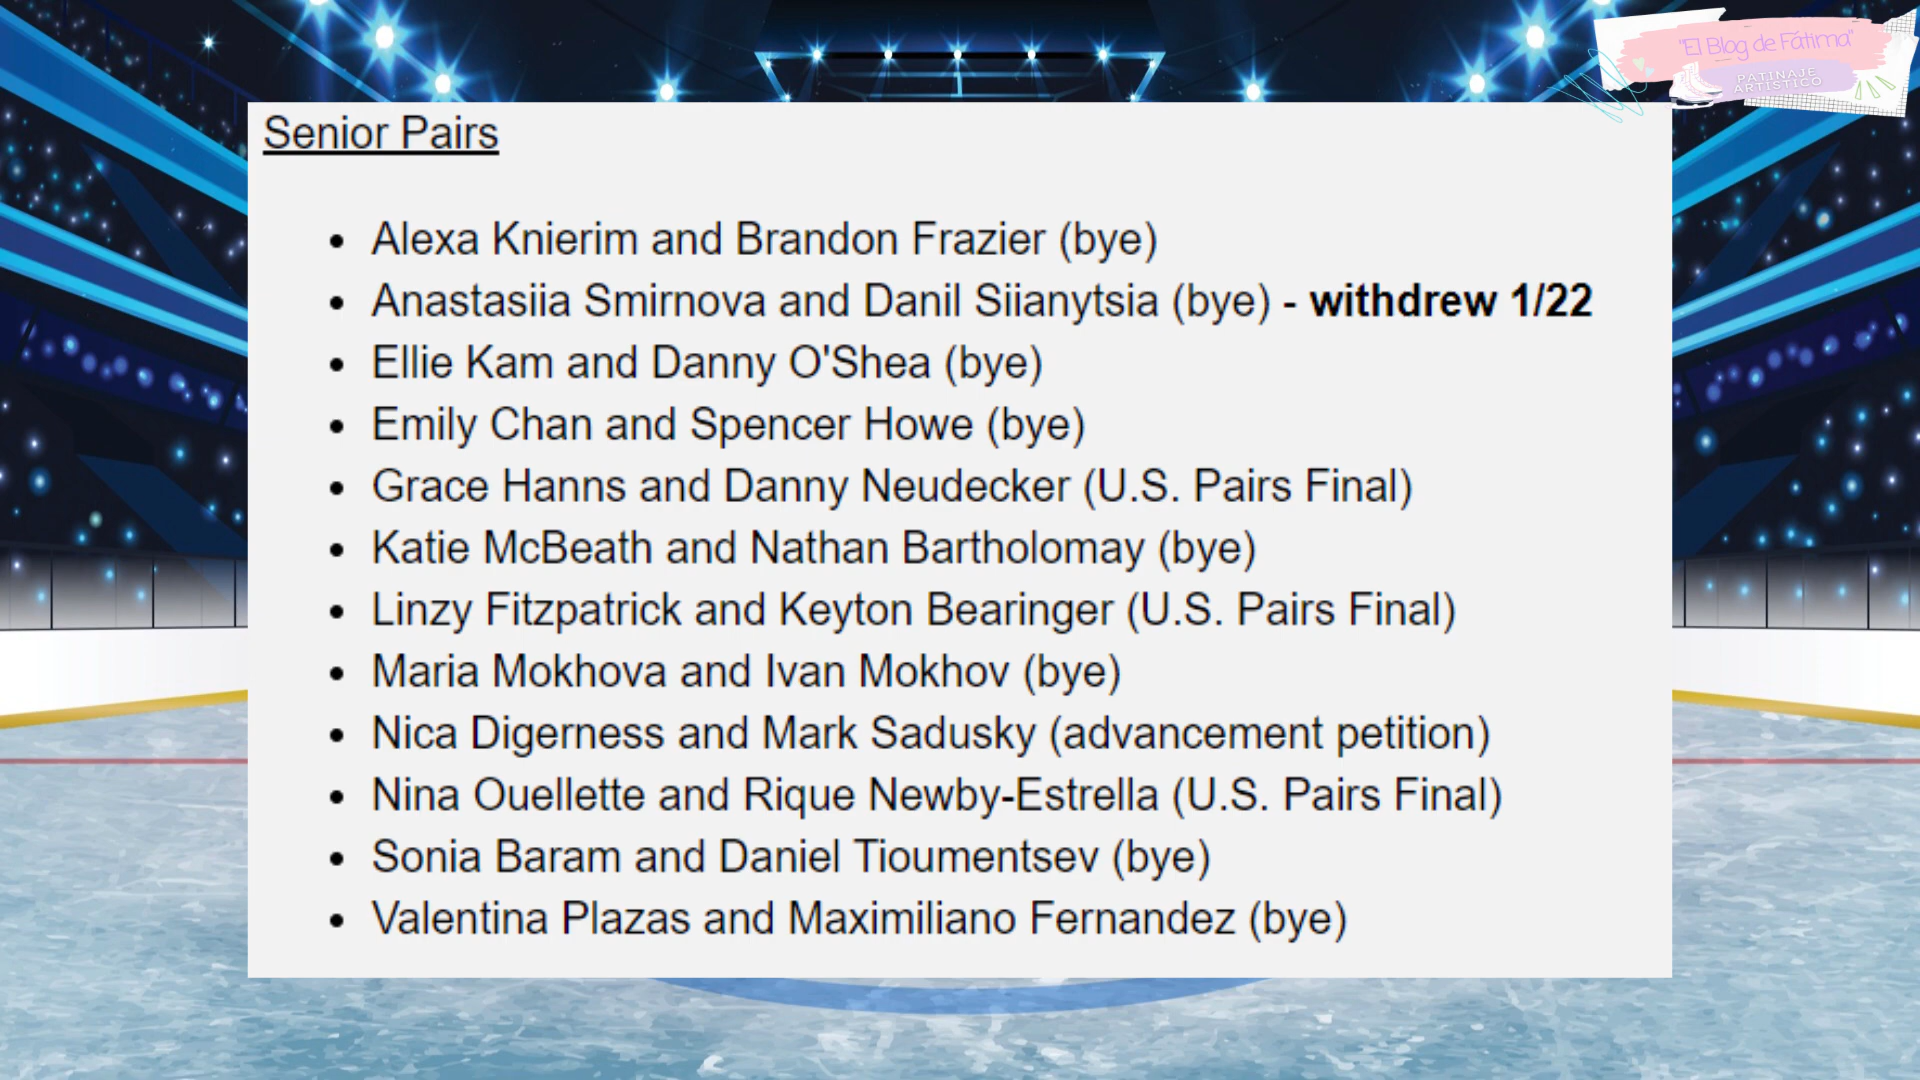 "El Blog de Fátima"
PATINAJE
ARTÍSTICO
Senior Pairs
• Alexa Knierim and Brandon Frazier (bye)
• Anastasiia Smirnova and Danil Siianytsia (bye) - withdrew 1/22
• Ellie Kam and Danny O'Shea (bye)
• Emily Chan and Spencer Howe (bye)
• Grace Hanns and Danny Neudecker (U.S. Pairs Final)
• Katie McBeath and Nathan Bartholomay (bye)
• Linzy Fitzpatrick and Keyton Bearinger (U.S. Pairs Final)
• Maria Mokhova and Ivan Mokhov (bye)
• Nica Digerness and Mark Sadusky (advancement petition)
• Nina Ouellette and Rique Newby-Estrella (U.S. Pairs Final)
• Sonia Baram and Daniel Tioumentsev (bye)
• Valentina Plazas and Maximiliano Fernandez (bye)